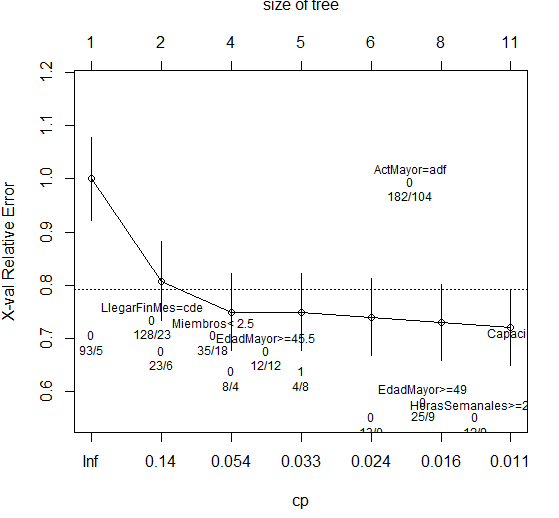 size of tree
1 2 4 5 6 8 11
X-val Relative Error
1.2
1.1
1.0
0.9
0.8
0.7
0.6
ActMayor=adf
0
182/104
LlegarFinMes=cde
0
128/23
Miembros< 2.5
0
93/5
0
35/18
EdadMayor>=45.5
0
23/6
0
12/12
0
8/4
1
4/8
Capaci
EdadMayor>=49
0
25/9
HorasSemanales>=2
0
0
Inf 0.14 0.054 0.033 0.024 0.016 0.011
cp